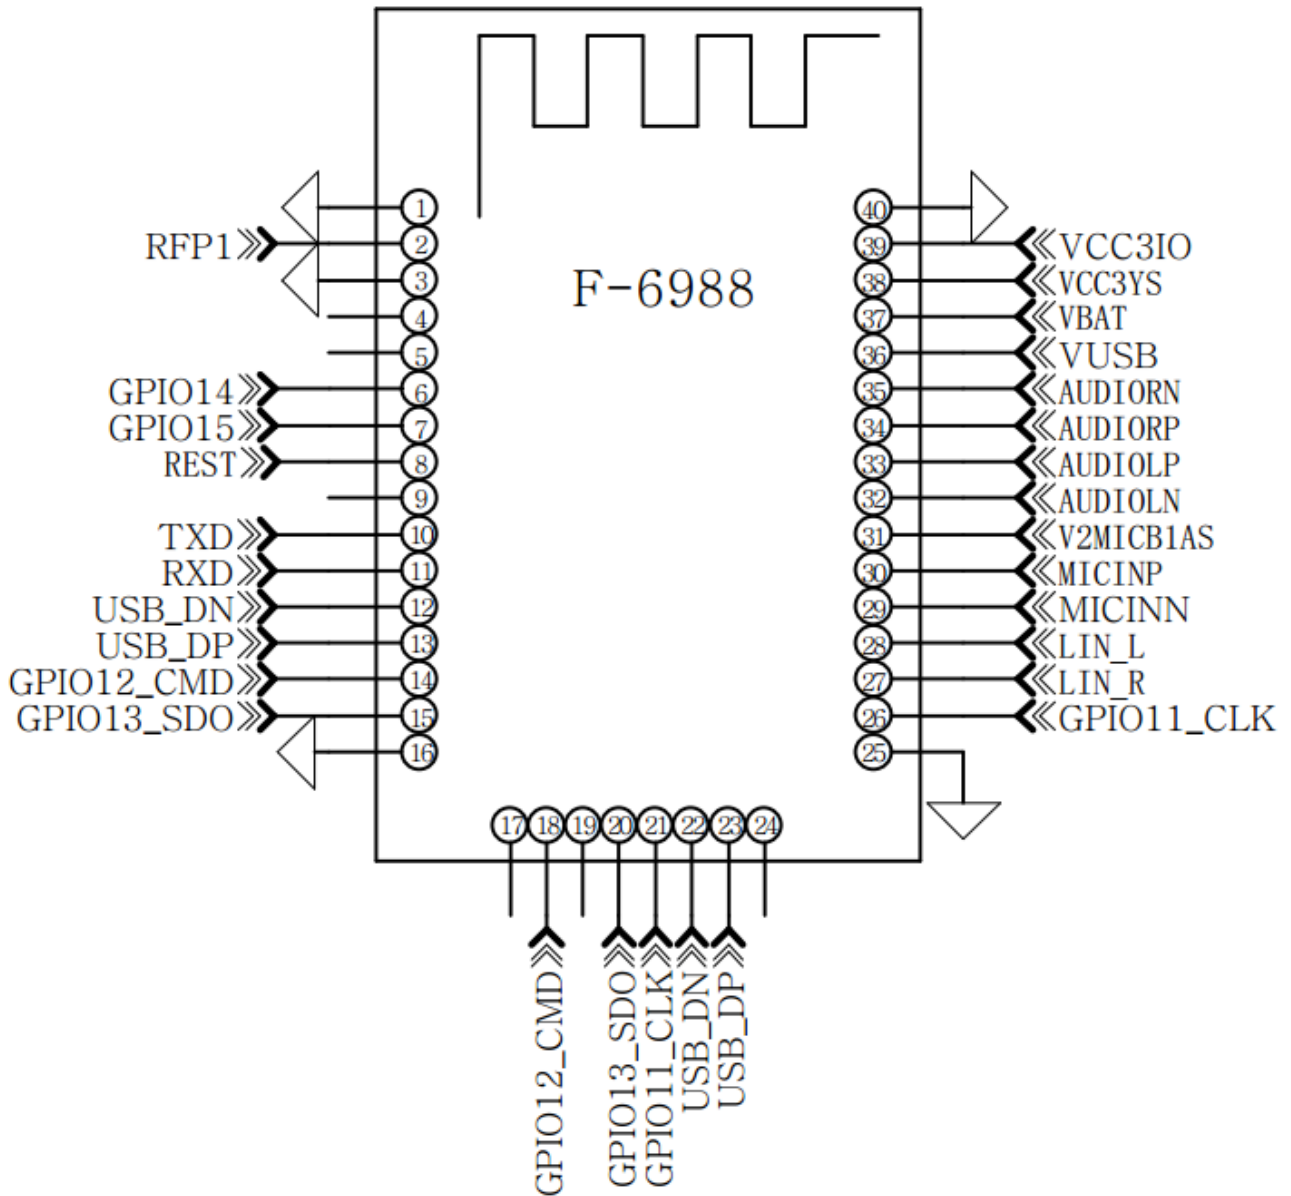 F-6988
1
RFP1 2
3
4
5
GPIO14 6
GPIO15 7
REST 8
9
TXD 10
RXD 11
USB_DN 12
USB_DP 13
GPIO12_CMD 14
GPIO13_SDO 15
16
17 18 19 20 21 22 23 24
GPIO12_CMD
GPIO13_SDO
GPIO11_CLK
USB_DN
USB_DP
40
39 VCC3IO
38 VCC3YS
37 VBAT
36 VUSB
35 AUDIORN
34 AUDIORP
33 AUDIOLP
32 AUDIOLN
31 V2MICB1AS
30 MICINP
29 MICINN
28 LIN_L
27 LIN_R
26 GPIO11_CLK
25